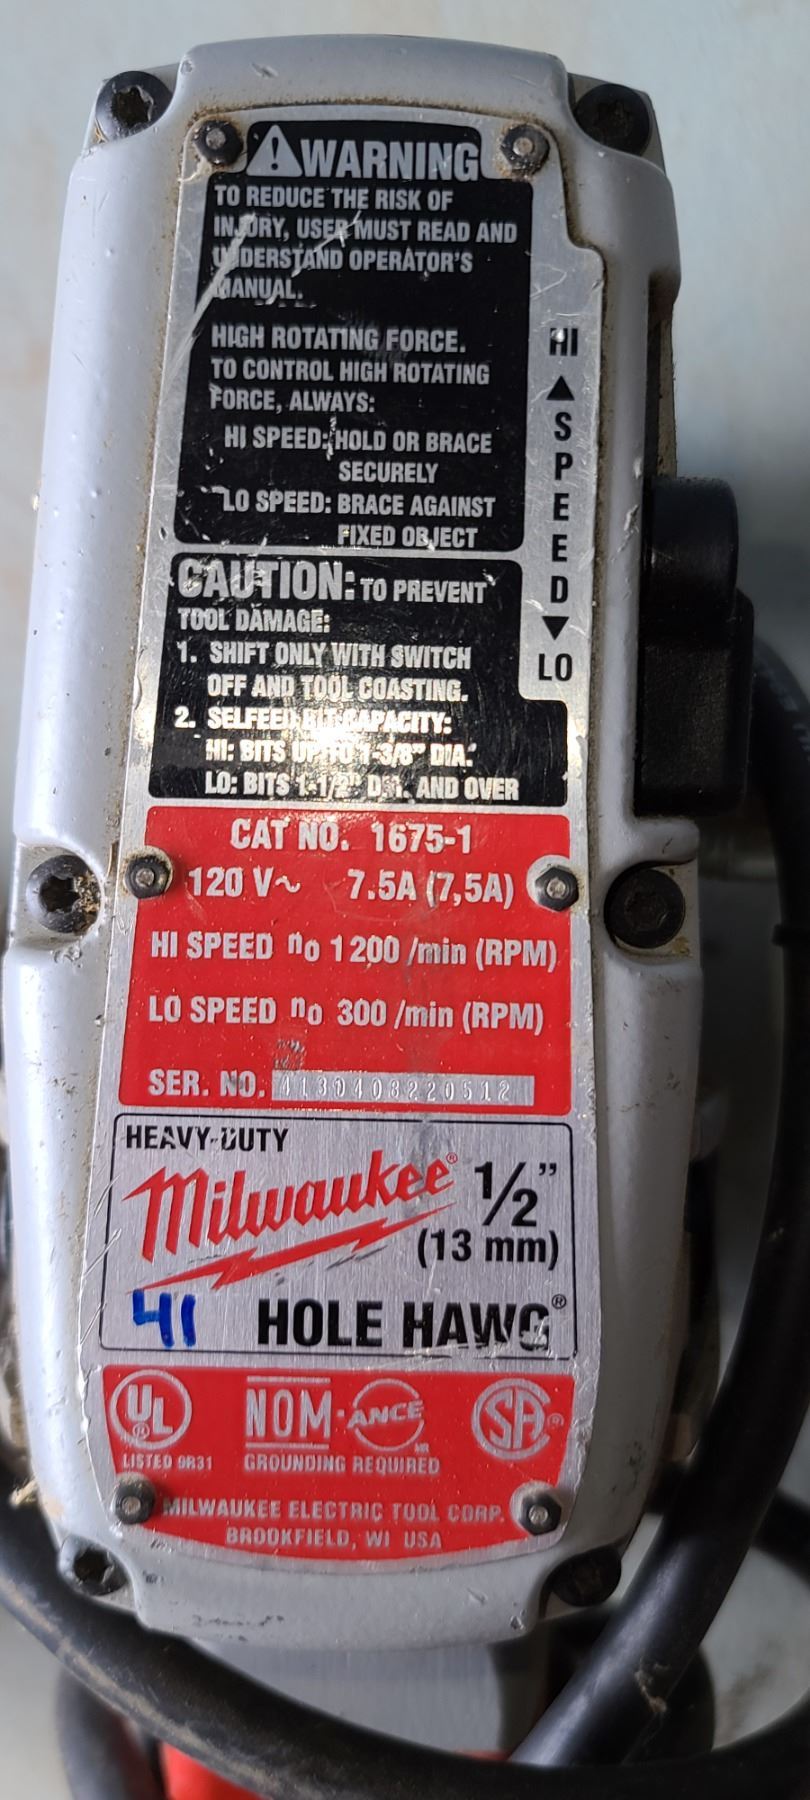 WARNING
TO REDUCE THE RISK OF
INJURY, USER MUST READ AND
UNDERSTAND OPERATOR'S
MANUAL.
HIGH ROTATING FORCE.
TO CONTROL HIGH ROTATING
FORCE, ALWAYS:
HI SPEED: HOLD OR BRACE
SECURELY
LO SPEED: BRACE AGAINST
FIXED OBJECT
HI
SPEED
LO
CAUTION: TO PREVENT
TOOL DAMAGE:
1. SHIFT ONLY WITH SWITCH
OFF AND TOOL COASTING.
2. SELFEED BIT CAPACITY:
HI: BITS UP TO 1-3/8" DIA.
LO: BITS 1-1/2" DIA. AND OVER
CAT NO. 1675-1
120 V~ 7.5A (7,5A)
HI SPEED no 1200 /min (RPM)
LO SPEED no 300 /min (RPM)
SER. NO. 4130408220512
HEAVY-DUTY
Milwaukee® 1/2"
(13 mm)
41 HOLE HAWG®
UL® NOM-ANCE SA®
LISTED 9R31 GROUNDING REQUIRED
MILWAUKEE ELECTRIC TOOL CORP.
BROOKFIELD, WI USA